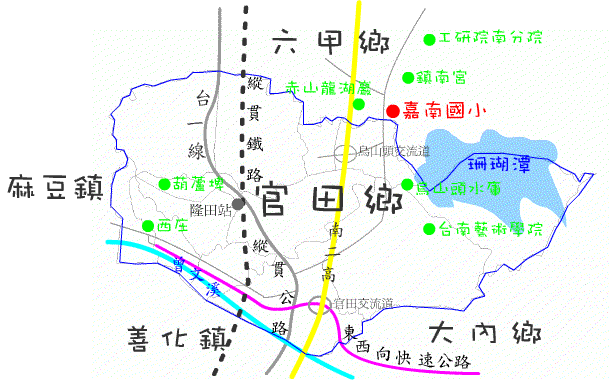 六甲鄉
工研院南分院
鎮南宮
赤山龍湖巖
嘉南國小
縱貫鐵路
台一線
烏山頭交流道
珊瑚潭
麻豆鎮
葫蘆埤
官田鄉
烏山頭水庫
隆田站
西庄
台南藝術學院
南二高
縱貫公路
曾文溪
官田交流道
善化鎮
大內鄉
東西向快速公路